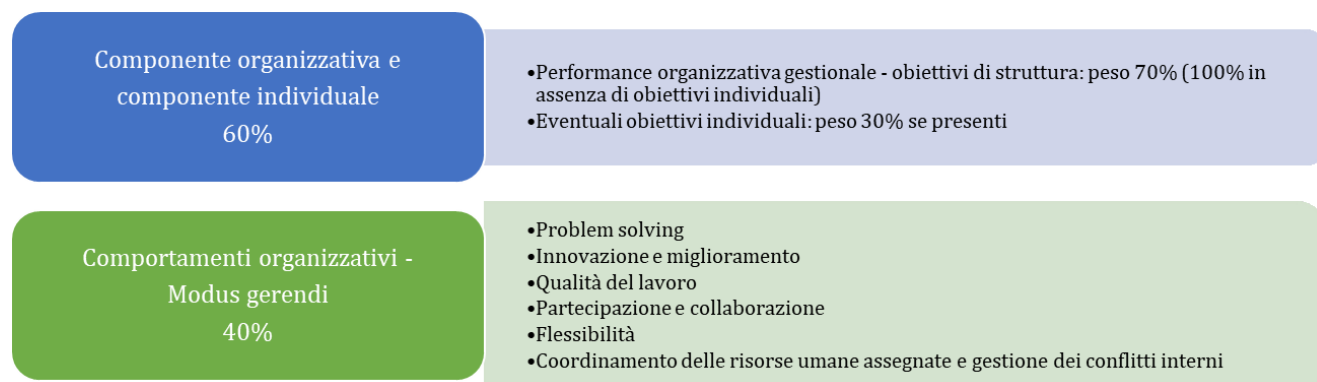 Componente organizzativa e
componente individuale
60%
•Performance organizzativa gestionale - obiettivi di struttura: peso 70% (100% in
assenza di obiettivi individuali)
•Eventuali obiettivi individuali: peso 30% se presenti
Comportamenti organizzativi -
Modus gerendi
40%
•Problem solving
•Innovazione e miglioramento
•Qualità del lavoro
•Partecipazione e collaborazione
•Flessibilità
•Coordinamento delle risorse umane assegnate e gestione dei conflitti interni